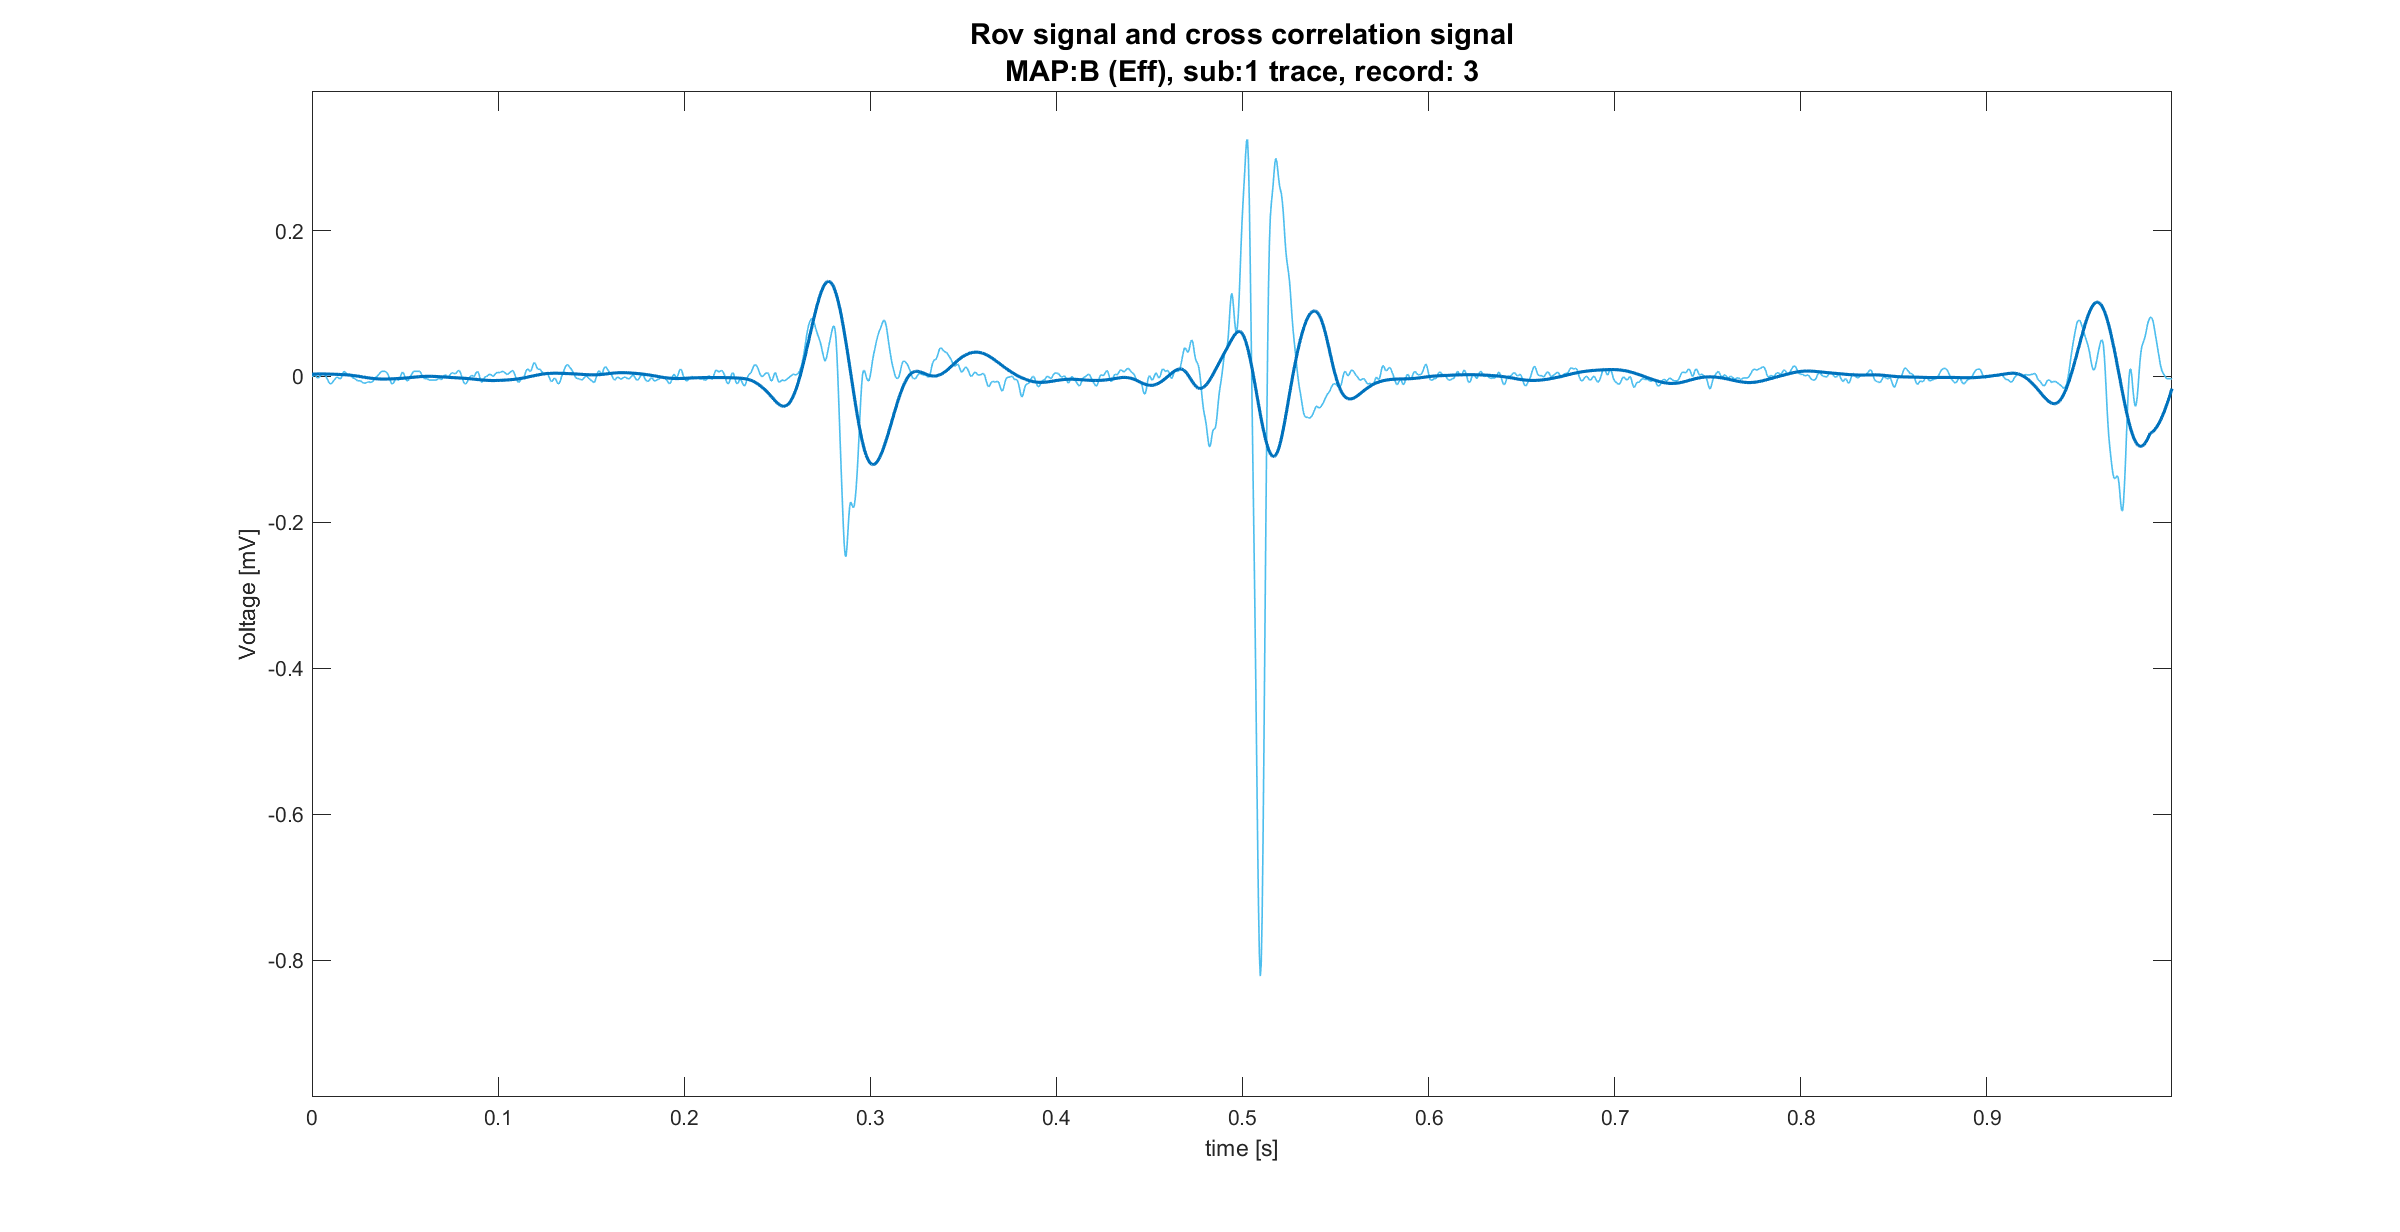 Rov signal and cross correlation signal
MAP:B (Eff), sub:1 trace, record: 3
Voltage [mV]
0.2
0
-0.2
-0.4
-0.6
-0.8
0 0.1 0.2 0.3 0.4 0.5 0.6 0.7 0.8 0.9
time [s]